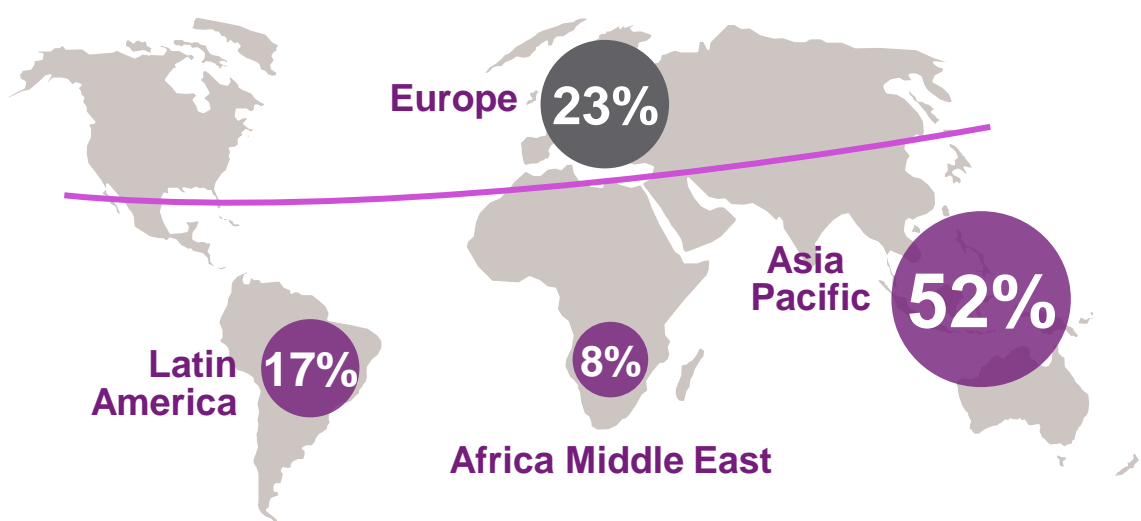 Europe
23%
Asia
Pacific
52%
Latin
America
17%
8%
Africa Middle East